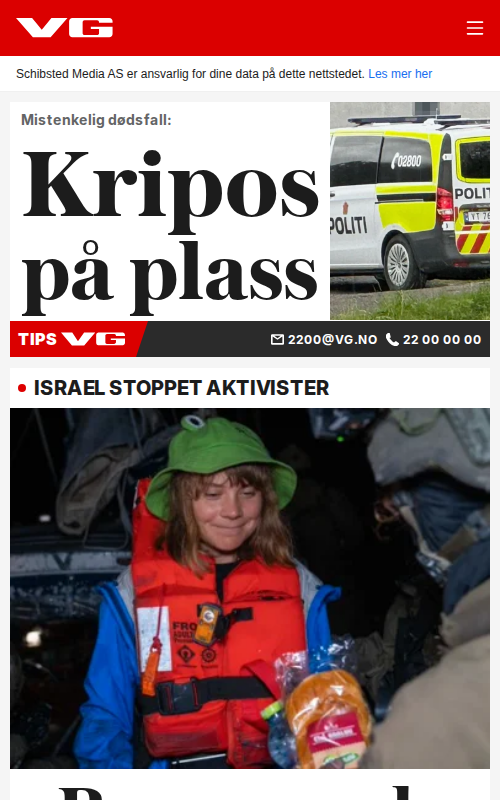 VG
Schibsted Media AS er ansvarlig for dine data på dette nettstedet. Les mer her
Mistenkelig dødsfall:
Kripos
på plass
02800
POLITI
POLITI
TIPS VG
2200@VG.NO 22 00 00 00
ISRAEL STOPPET AKTIVISTER